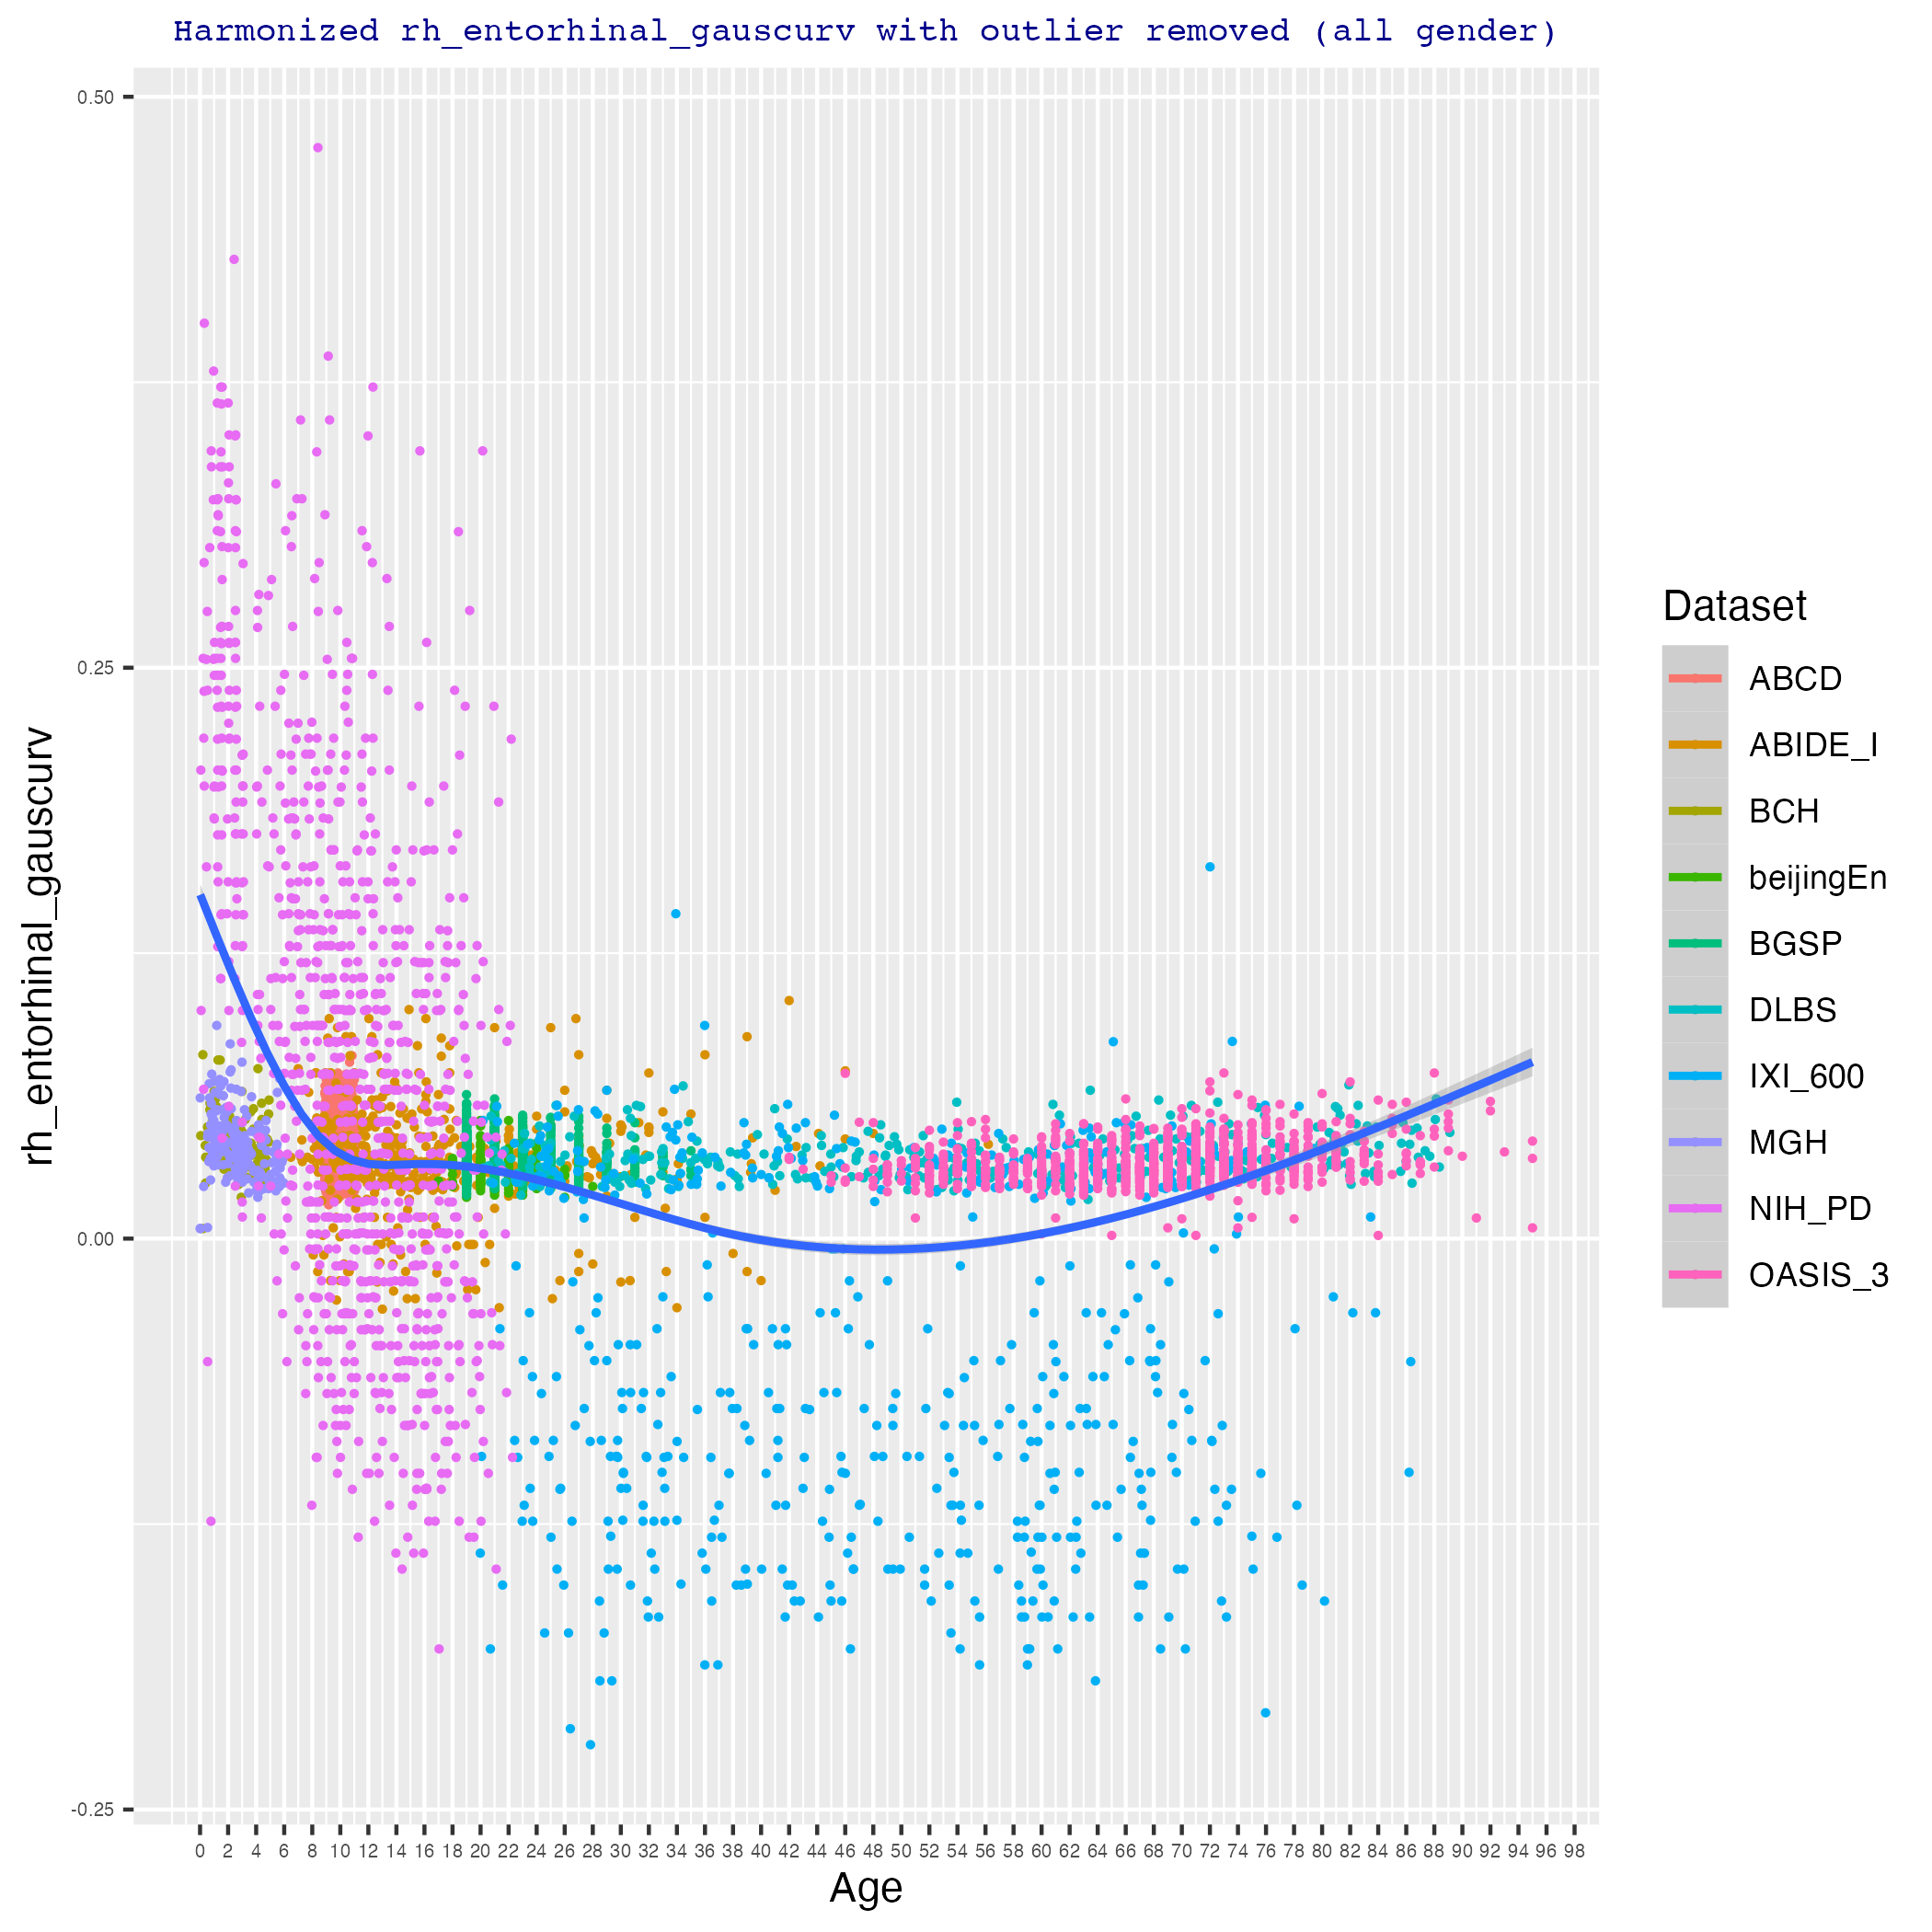 Harmonized rh_entorhinal_gauscurv with outlier removed (all gender)
rh_entorhinal_gauscurv
0.50
0.25
0.00
-0.25
0 2 4 6 8 10 12 14 16 18 20 22 24 26 28 30 32 34 36 38 40 42 44 46 48 50 52 54 56 58 60 62 64 66 68 70 72 74 76 78 80 82 84 86 88 90 92 94 96 98
Age
Dataset
ABCD
ABIDE_I
BCH
beijingEn
BGSP
DLBS
IXI_600
MGH
NIH_PD
OASIS_3